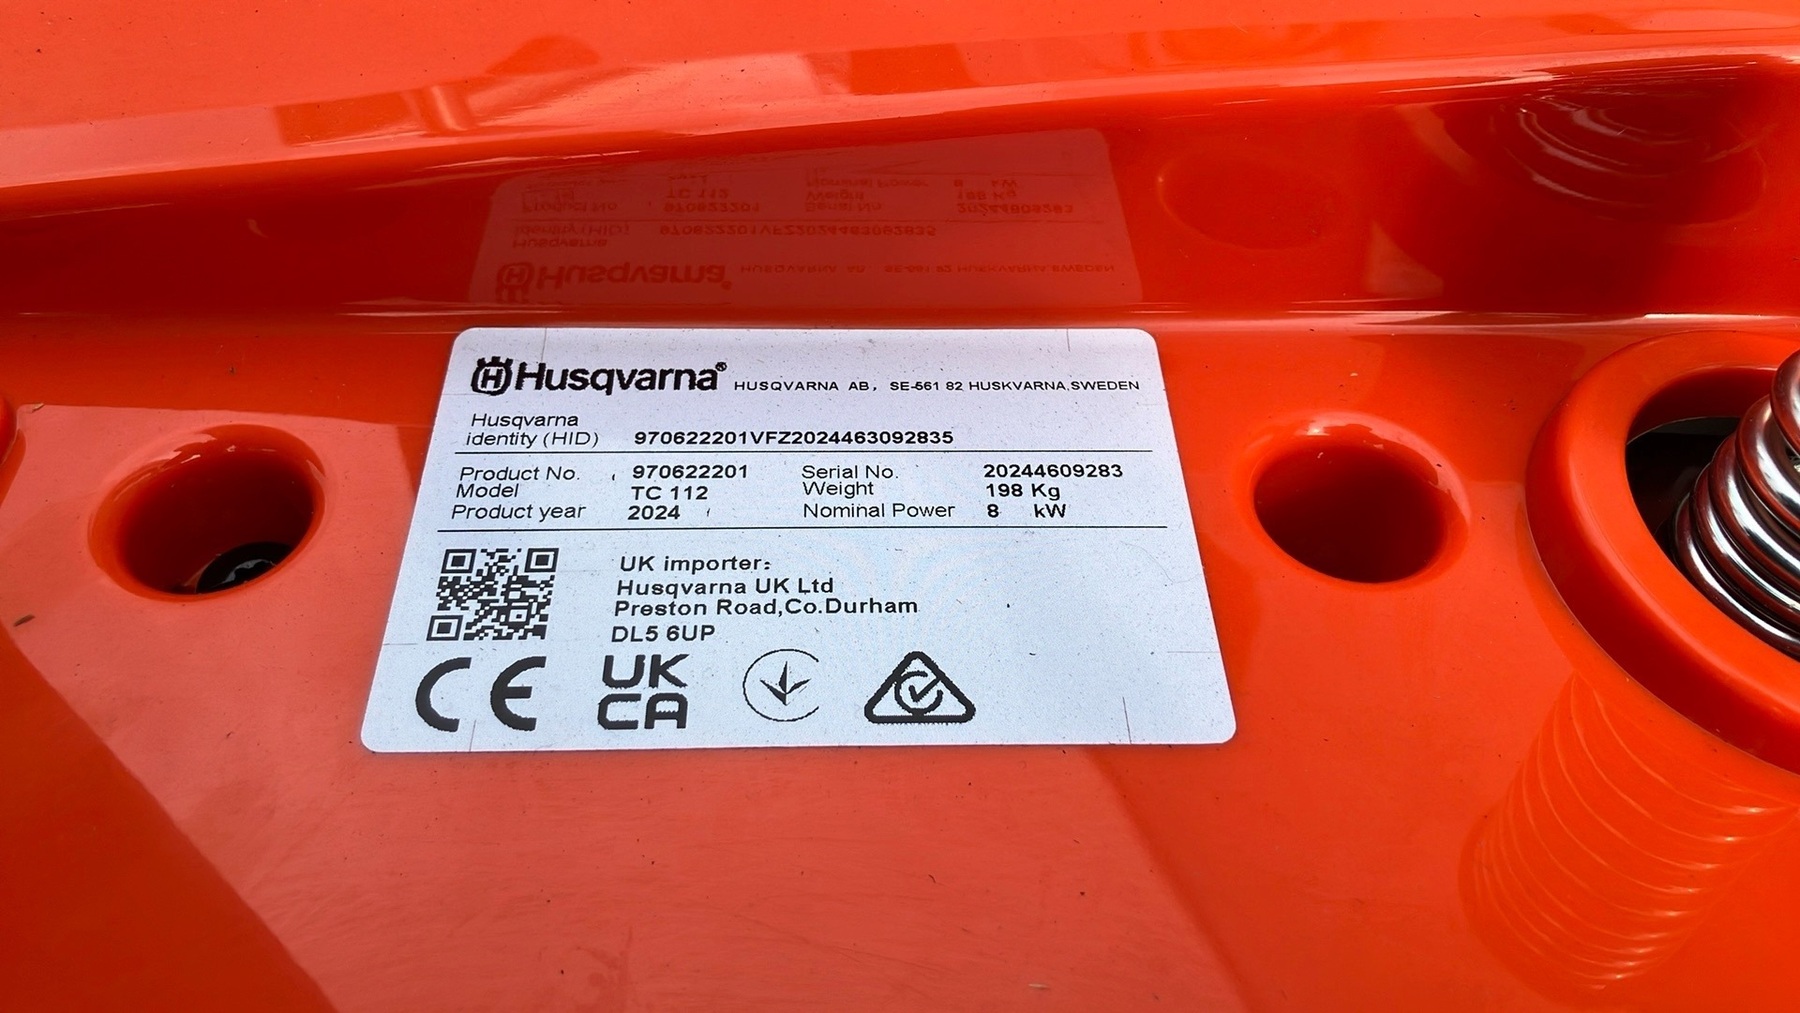 Husqvarna® HUSQVARNA AB, SE-561 82 HUSKVARNA,SWEDEN
Husqvarna
identity (HID) 970622201VFZ2024463092835
Product No. 970622201 Serial No. 20244609283
Model TC 112 Weight 198 Kg
Product year 2024 Nominal Power 8 kW
UK importer:
Husqvarna UK Ltd
Preston Road,Co.Durham
DL5 6UP
CE UK
CA